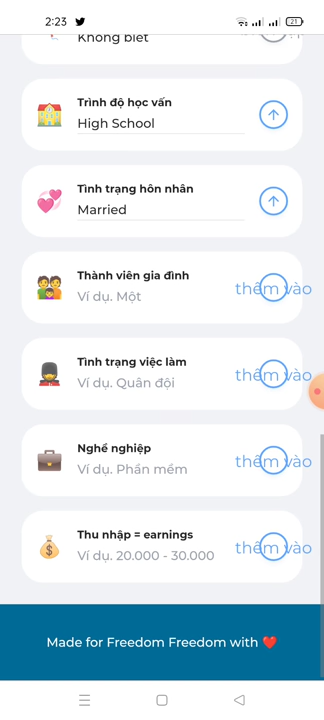 2:23
21
Không biết
Trình độ học vấn
High School
Tình trạng hôn nhân
Married
Thành viên gia đình
Ví dụ. Một
thêm vào
Tình trạng việc làm
Ví dụ. Quân đội
thêm vào
Nghề nghiệp
Ví dụ. Phần mềm
thêm vào
Thu nhập = earnings
Ví dụ. 20.000 - 30.000
thêm vào
Made for Freedom Freedom with ❤️